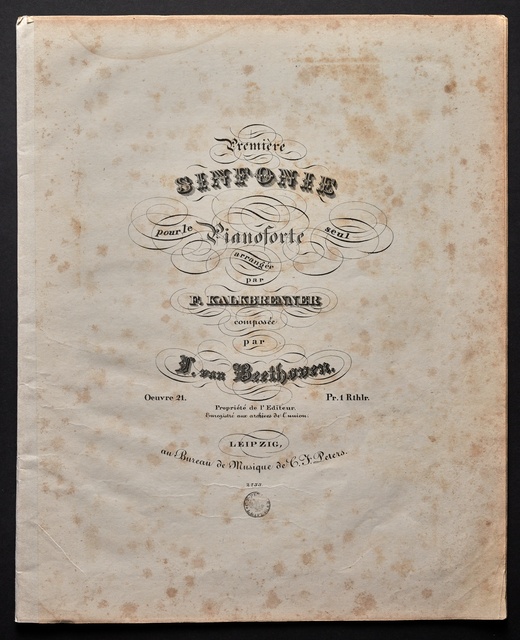 Première
SINFONIE
pour le Pianoforte seul
arrangée
par
F. KALKBRENNER
composée
par
L. van Beethoven.
Oeuvre 21. Pr. 1 Rthlr.
Propriété de l'Editeur.
Enregistré aux archives de l'union.
LEIPZIG,
au Bureau de Musique de C. F. Peters.